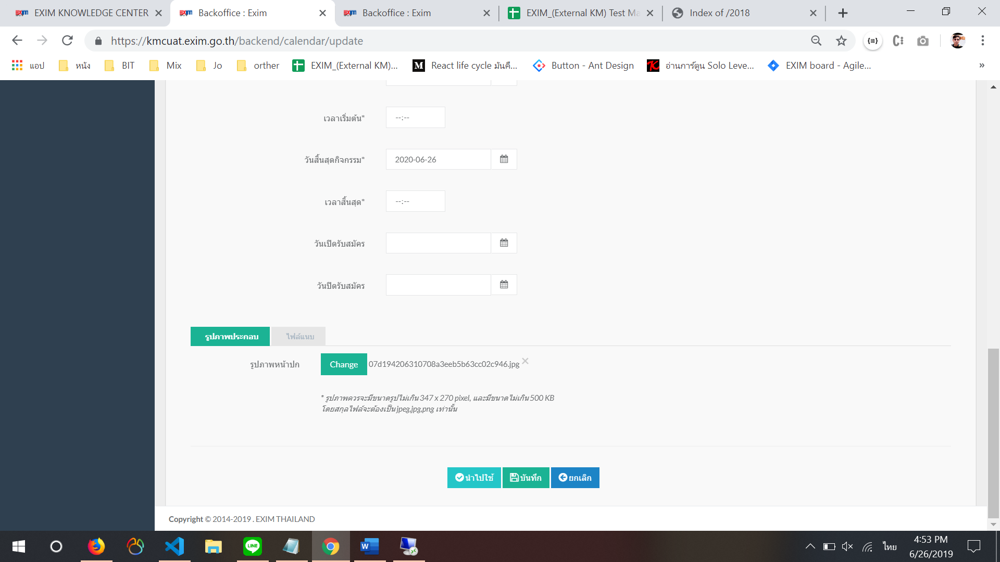 EXIM KNOWLEDGE CENTER
Backoffice : Exim
Backoffice : Exim
EXIM_(External KM) Test Ma
Index of /2018
https://kmcuat.exim.go.th/backend/calendar/update
แอป
หนัง
BIT
Mix
Jo
orther
EXIM_(External KM)...
React life cycle มันคื...
Button - Ant Design
อ่านการ์ตูน Solo Leve...
EXIM board - Agile...
»
เวลาเริ่มต้น*
--:--
วันสิ้นสุดกิจกรรม*
2020-06-26
เวลาสิ้นสุด*
--:--
วันเปิดรับสมัคร
วันปิดรับสมัคร
รูปภาพประกอบ
ไฟล์แนบ
รูปภาพหน้าปก
Change
07d194206310708a3eeb5b63cc02c946.jpg
* รูปภาพควรจะมีขนาดรูปไม่เกิน 347 x 270 pixel, และมีขนาดไม่เกิน 500 KB
โดยสกุลไฟล์จะต้องเป็น jpeg,jpg,png เท่านั้น
นำไปใช้
บันทึก
ยกเลิก
Copyright © 2014-2019 . EXIM THAILAND
LINE
ไทย
4:53 PM
6/26/2019